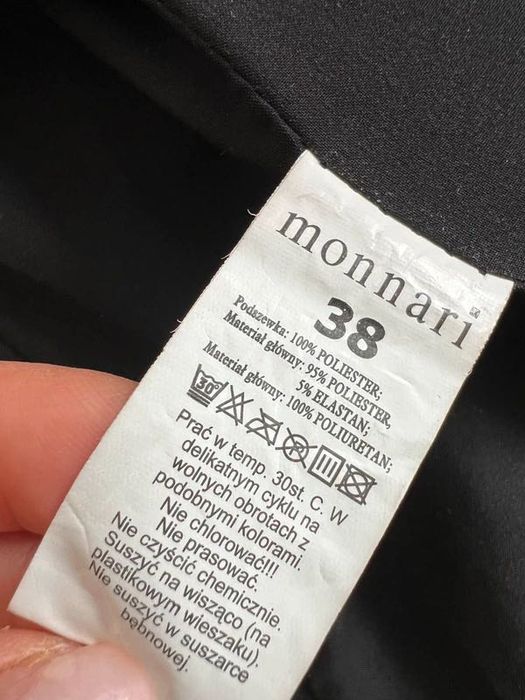 monnari
38
Podszewka: 100% POLIESTER;
Materiał główny: 95% POLIESTER,
5% ELASTAN;
Materiał główny: 100% POLIURETAN;
30°
Prać w temp. 30st. C. W
delikatnym cyklu na
wolnych obrotach z
podobnymi kolorami.
Nie chlorować!!!
Nie prasować.
Nie czyścić chemicznie.
Suszyć na wisząco (na
plastikowym wieszaku).
Nie suszyć w suszarce
bębnowej.